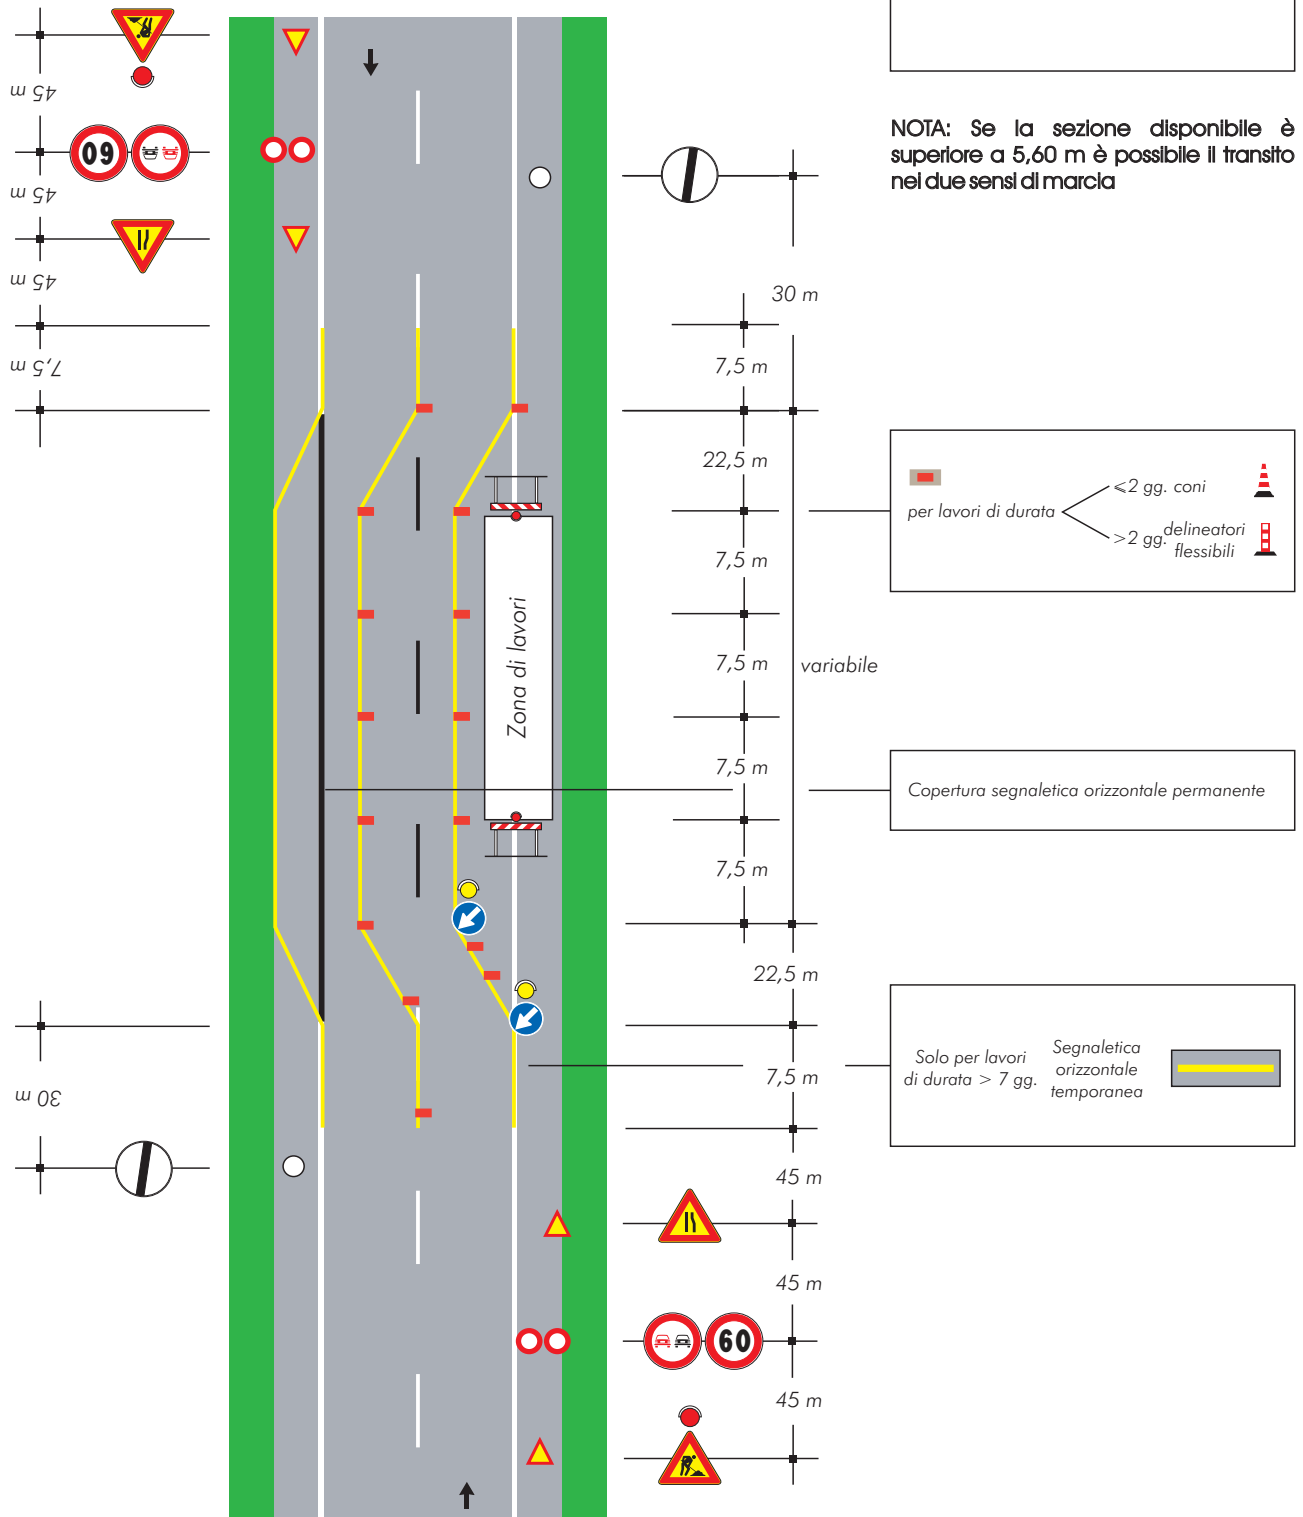 45 m
60
45 m
45 m
7,5 m
30 m
NOTA: Se la sezione disponibile è
superiore a 5,60 m è possibile il transito
nei due sensi di marcia
30 m
7,5 m
22,5 m
7,5 m
7,5 m
7,5 m
7,5 m
variabile
22,5 m
7,5 m
45 m
45 m
60
45 m
Zona di lavori
per lavori di durata
⩽2 gg. coni
>2 gg. delineatori
flessibili
Copertura segnaletica orizzontale permanente
Solo per lavori
di durata > 7 gg.
Segnaletica
orizzontale
temporanea